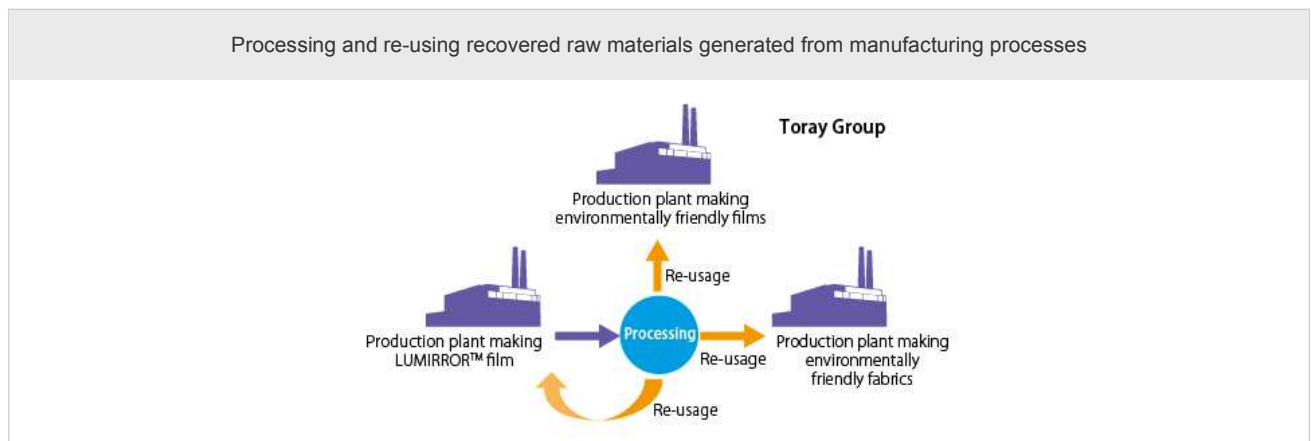 Processing and re-using recovered raw materials generated from manufacturing processes
Toray Group
Production plant making
environmentally friendly films
Re-usage
Production plant making
LUMIRROR™ film
Processing
Re-usage
Production plant making
environmentally
friendly fabrics
Re-usage